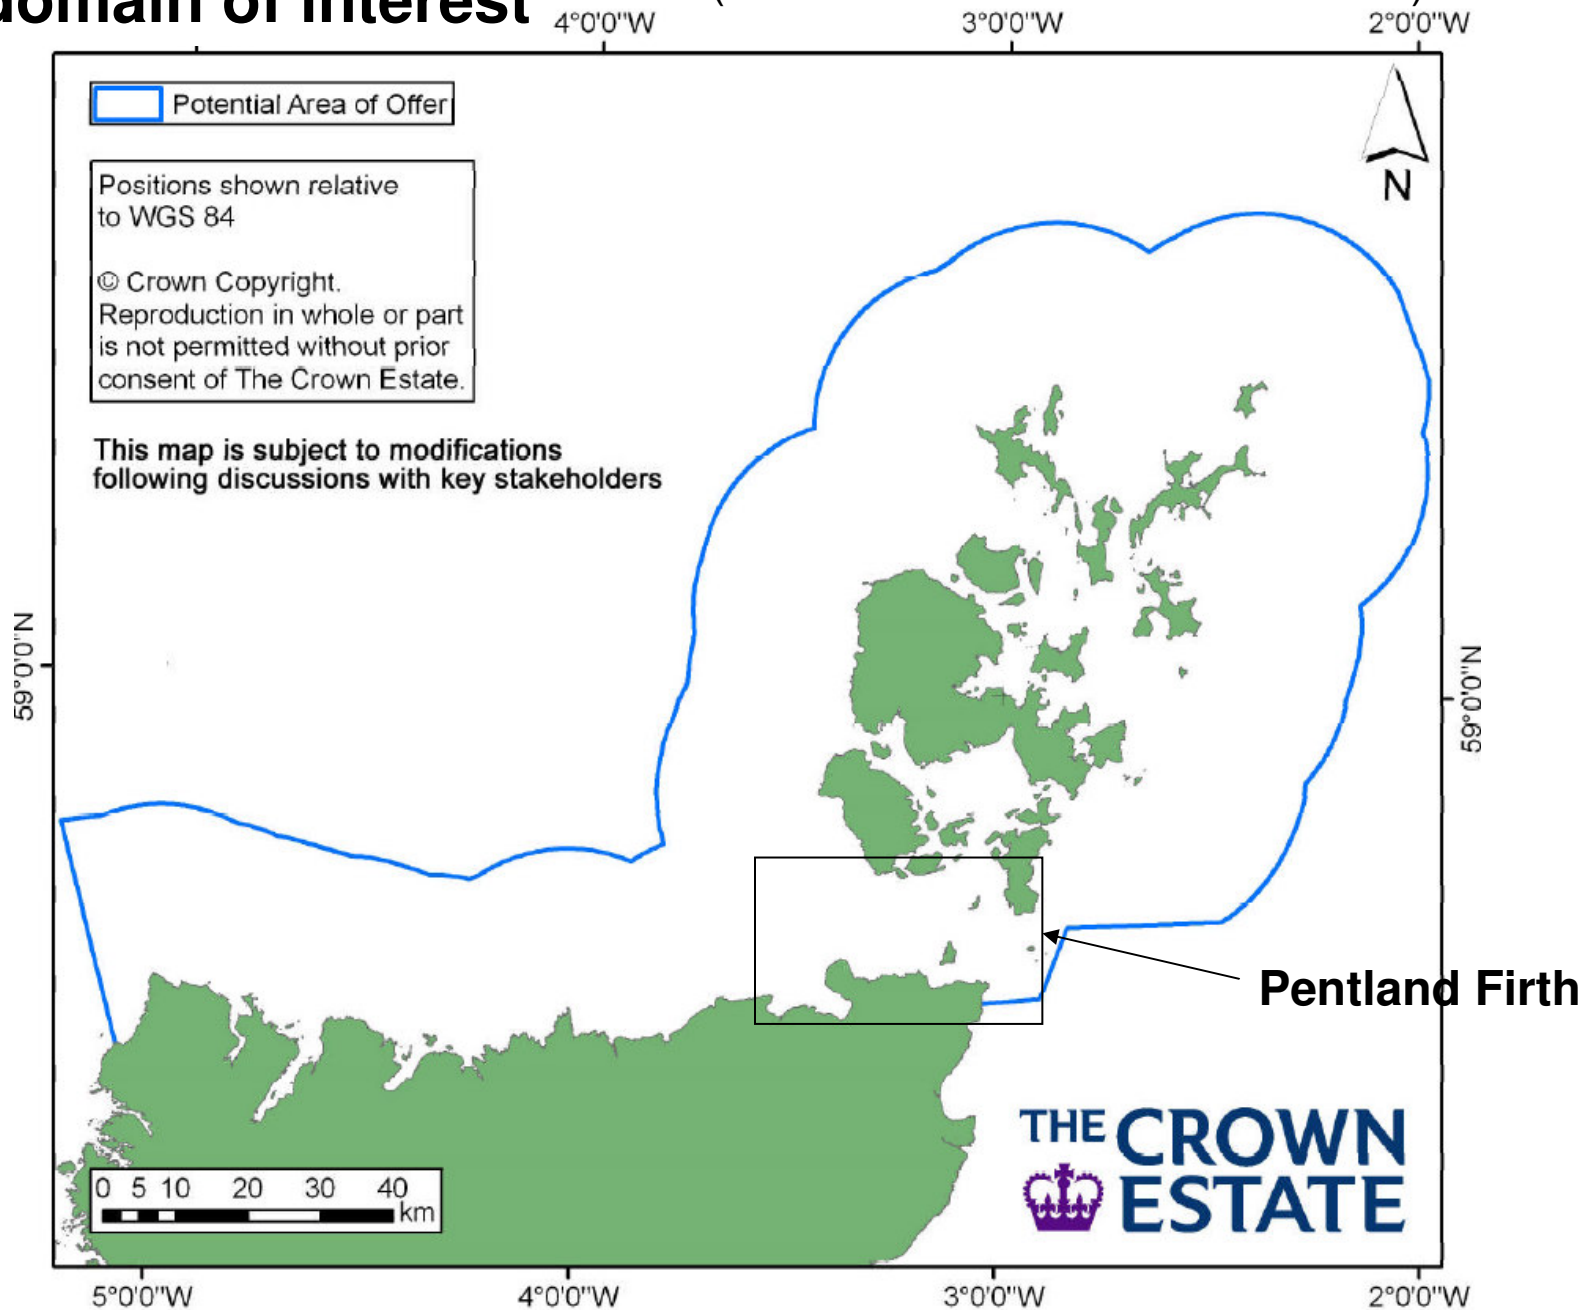 domain of interest
4°0'0"W
3°0'0"W
2°0'0"W
Potential Area of Offer
N
Positions shown relative
to WGS 84
© Crown Copyright.
Reproduction in whole or part
is not permitted without prior
consent of The Crown Estate.
This map is subject to modifications
following discussions with key stakeholders
59°0'0"N
59°0'0"N
Pentland Firth
THE CROWN
ESTATE
0 5 10 20 30 40
km
5°0'0"W
4°0'0"W
3°0'0"W
2°0'0"W